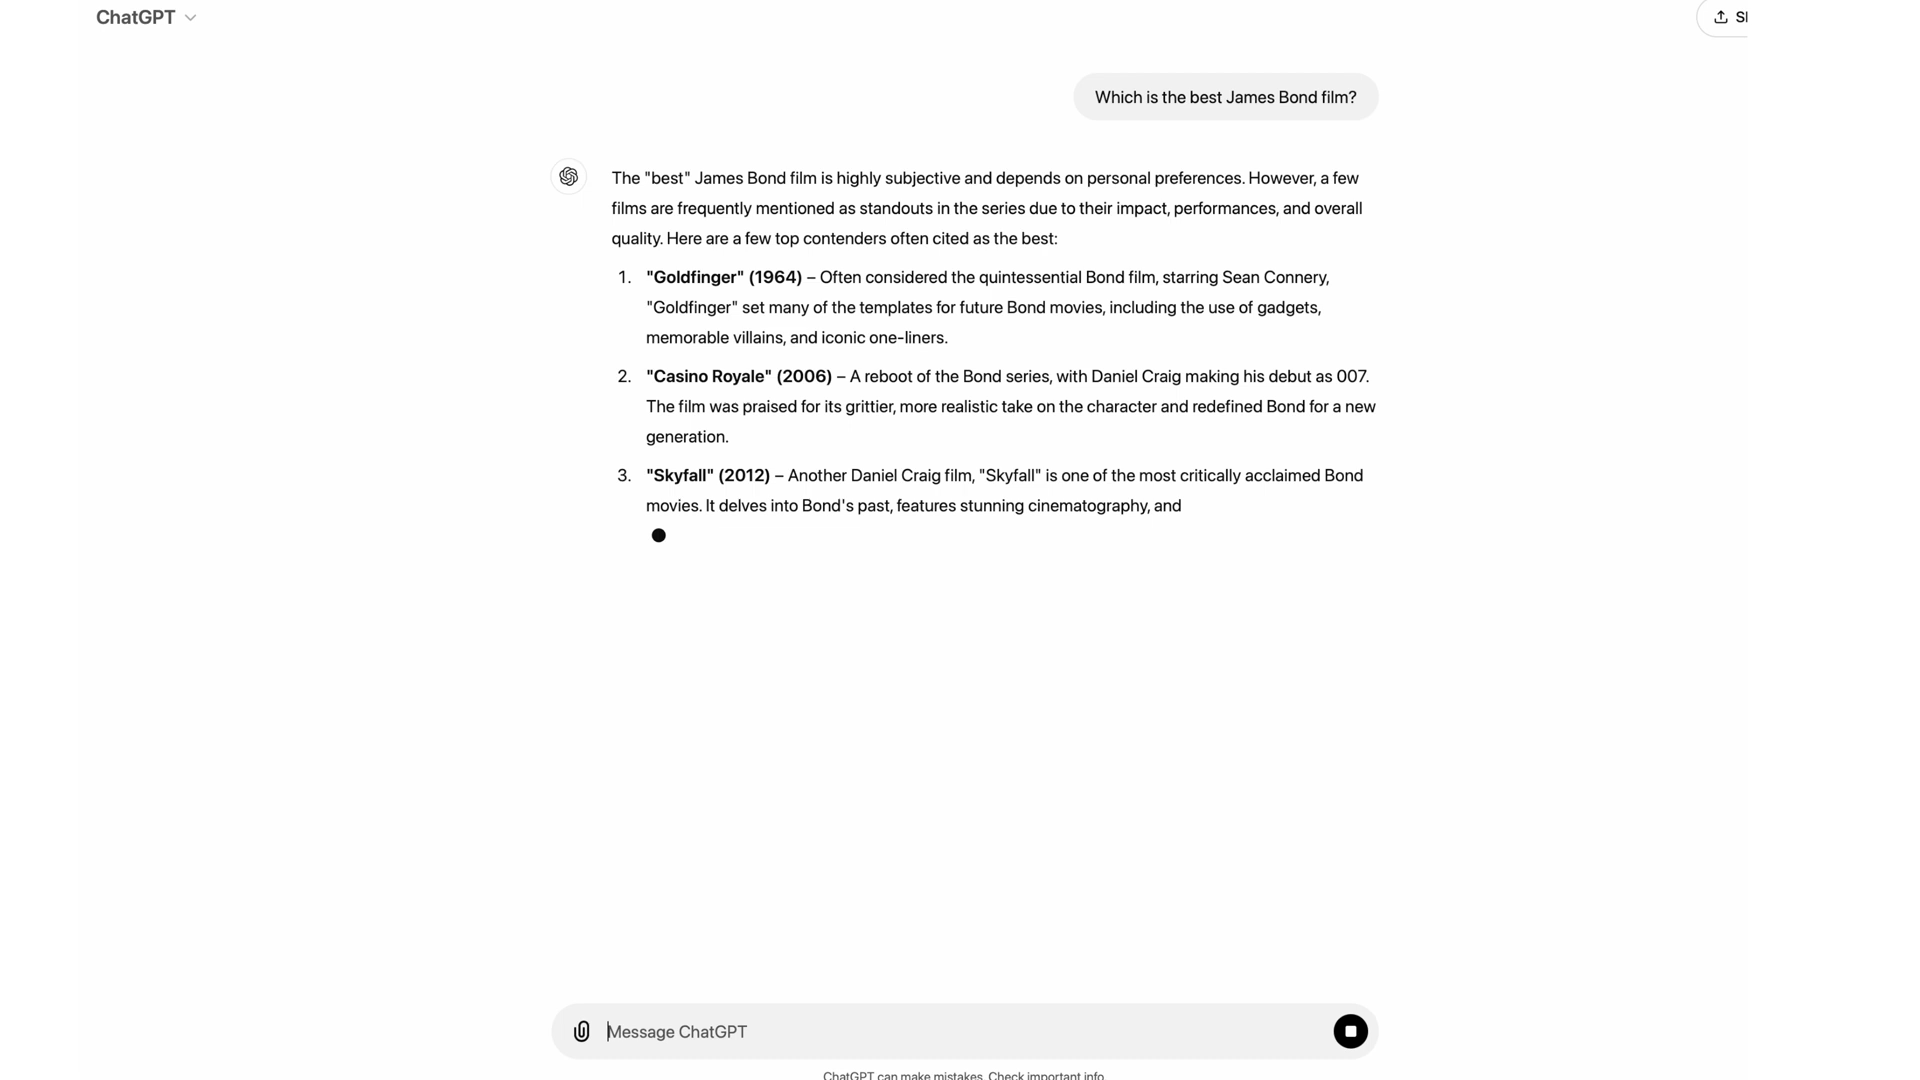 ChatGPT
Which is the best James Bond film?
The "best" James Bond film is highly subjective and depends on personal preferences. However, a few
films are frequently mentioned as standouts in the series due to their impact, performances, and overall
quality. Here are a few top contenders often cited as the best:
1. "Goldfinger" (1964) – Often considered the quintessential Bond film, starring Sean Connery,
"Goldfinger" set many of the templates for future Bond movies, including the use of gadgets,
memorable villains, and iconic one-liners.
2. "Casino Royale" (2006) – A reboot of the Bond series, with Daniel Craig making his debut as 007.
The film was praised for its grittier, more realistic take on the character and redefined Bond for a new
generation.
3. "Skyfall" (2012) – Another Daniel Craig film, "Skyfall" is one of the most critically acclaimed Bond
movies. It delves into Bond's past, features stunning cinematography, and
Message ChatGPT
ChatGPT can make mistakes. Check important info.